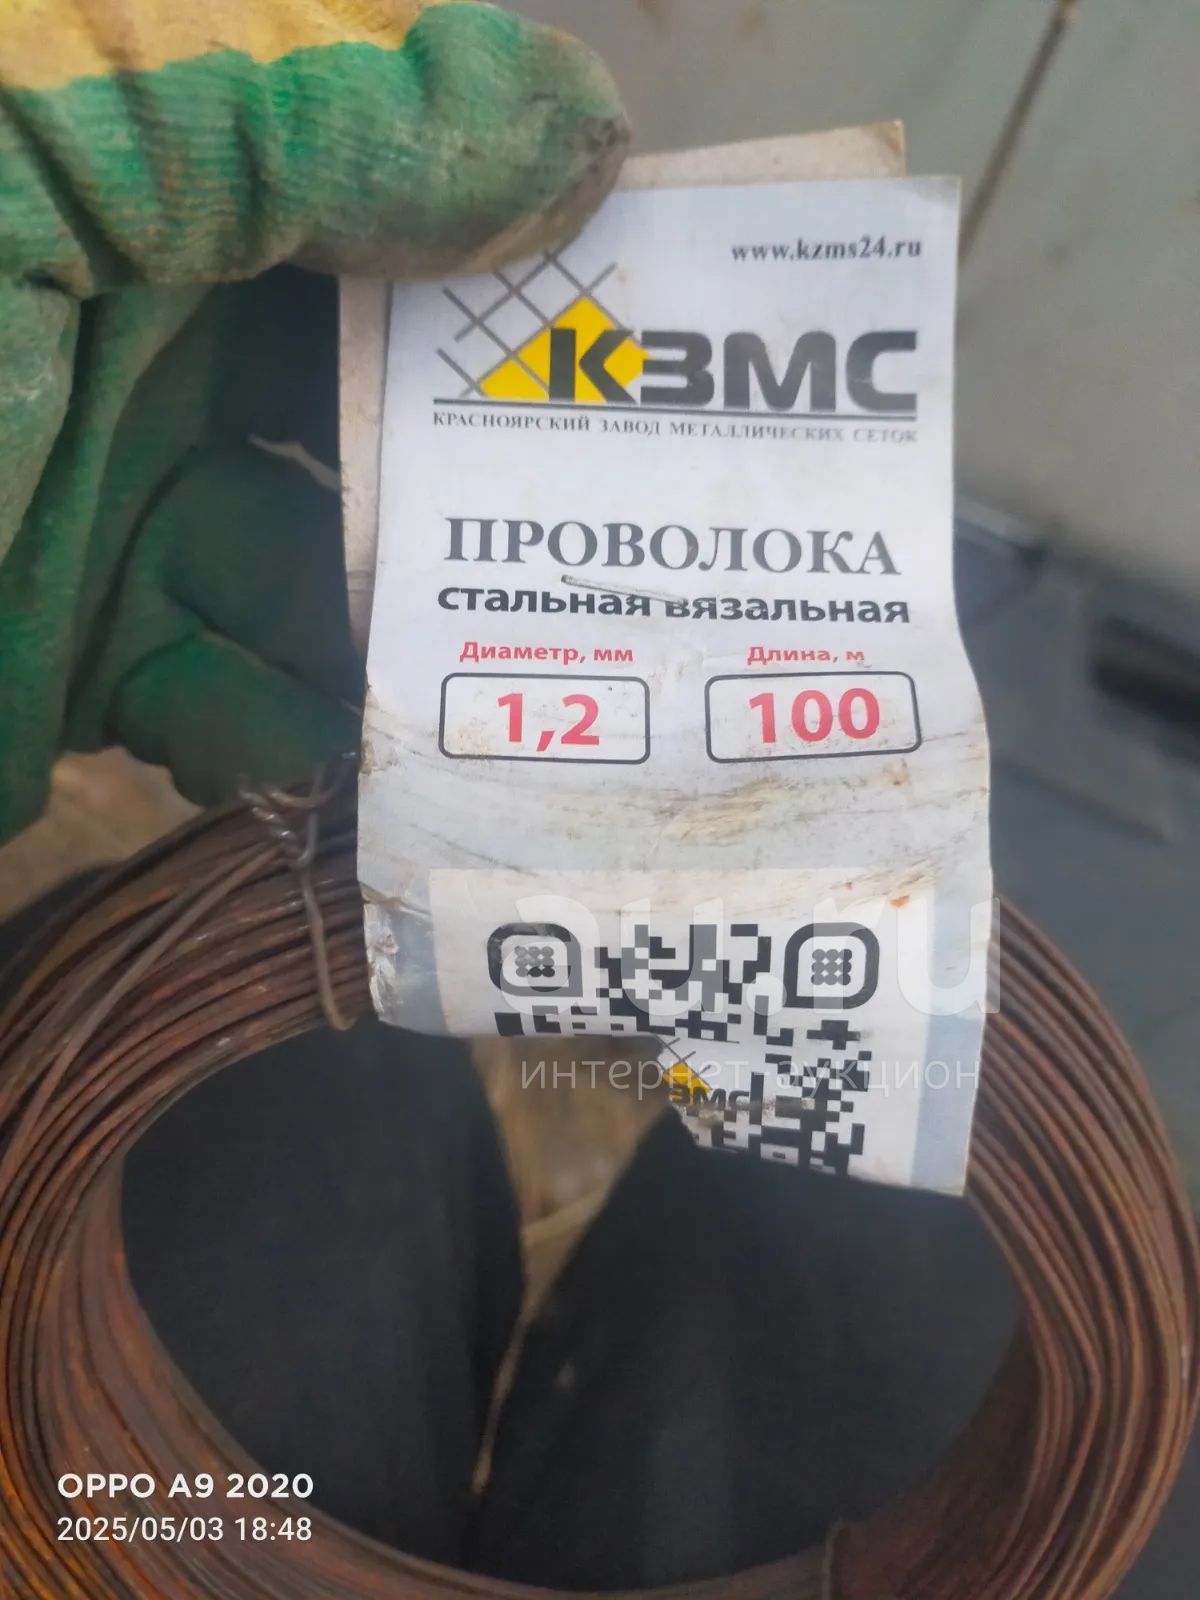 www.kzms24.ru
КЗМС
КРАСНОЯРСКИЙ ЗАВОД МЕТАЛЛИЧЕСКИХ СЕТОК
ПРОВОЛОКА
стальная вязальная
Диаметр, мм
Длина, м
1,2
100
au.ru
интернет-аукцион
ЗМС
OPPO A9 2020
2025/05/03 18:48